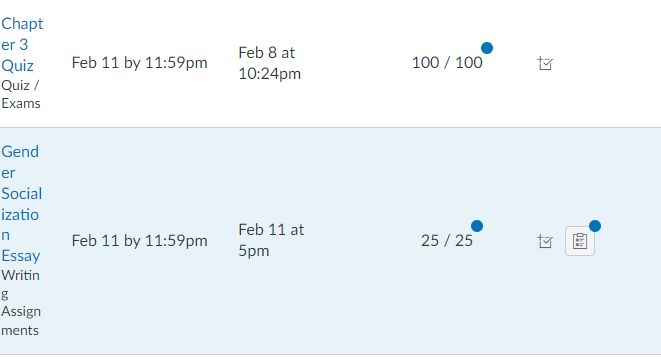 Chapt
er 3
Quiz
Quiz /
Exams
Feb 11 by 11:59pm
Feb 8 at
10:24pm
100 / 100
Gend
er
Social
izatio
n
Essay
Writin
g
Assign
ments
Feb 11 by 11:59pm
Feb 11 at
5pm
25 / 25